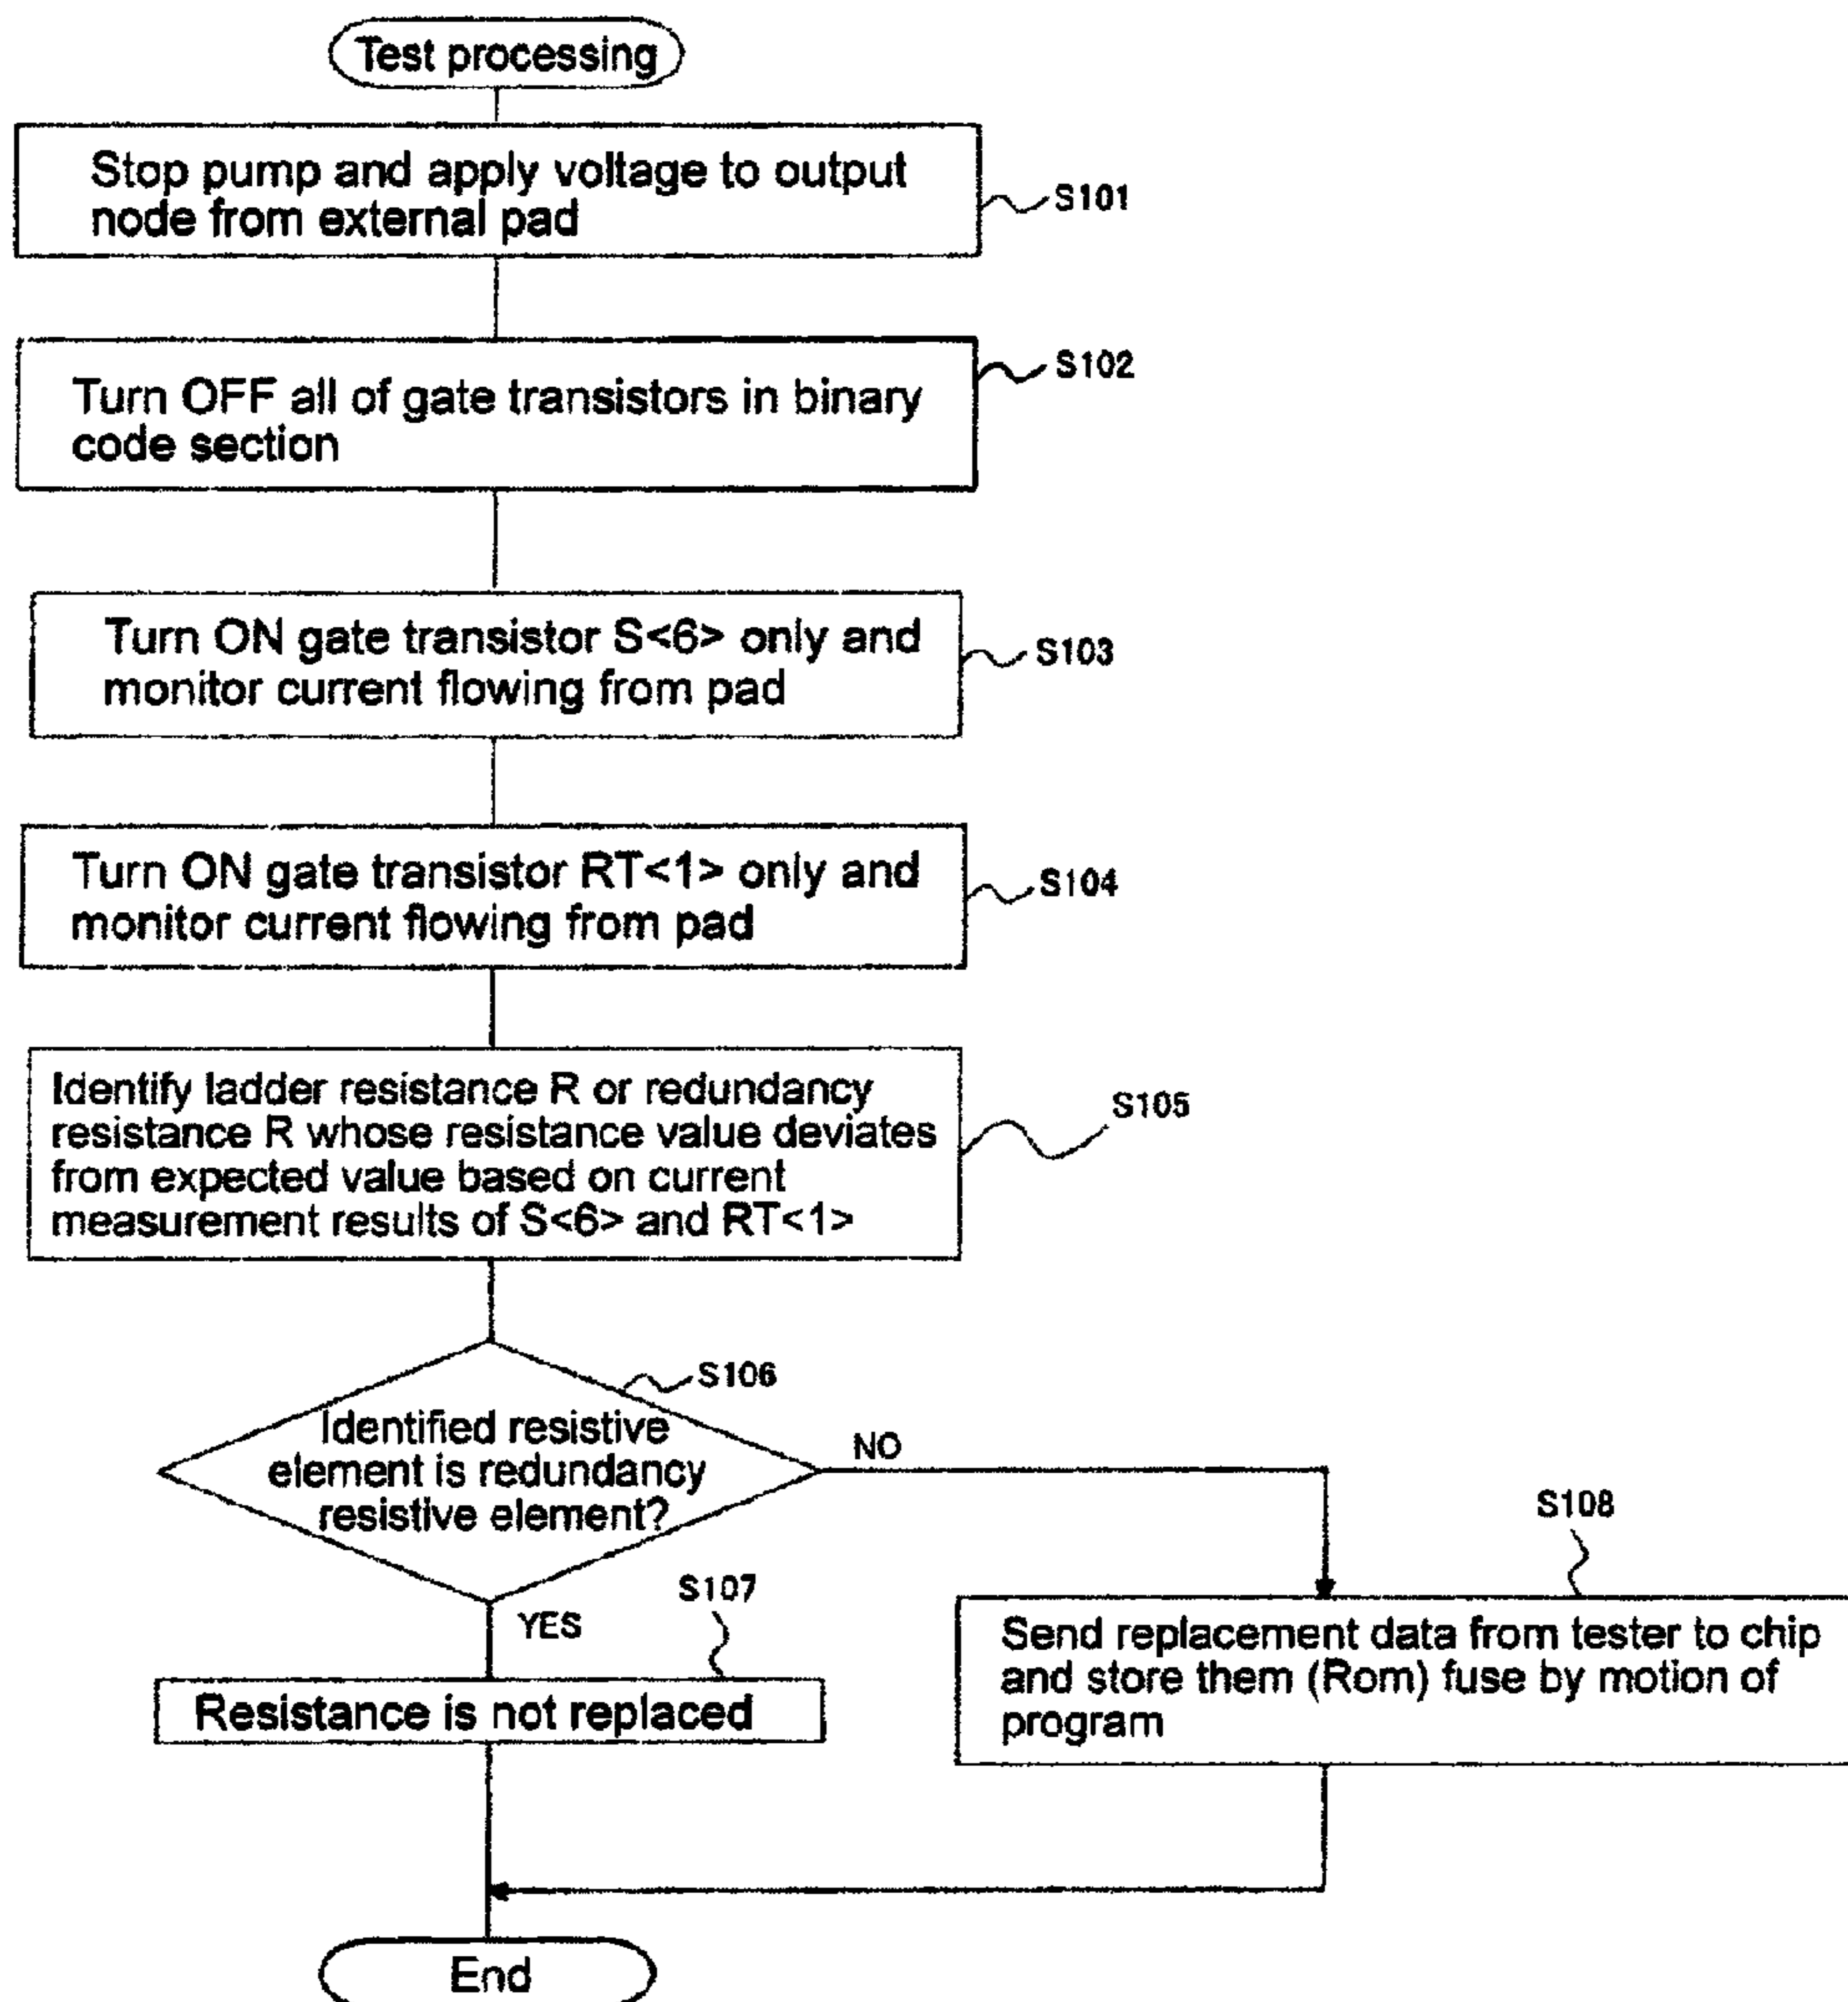 Test processing
Stop pump and apply voltage to output
node from external pad
S101
Turn OFF all of gate transistors in binary
code section
S102
Turn ON gate transistor S<6> only and
monitor current flowing from pad
S103
Turn ON gate transistor RT<1> only and
monitor current flowing from pad
S104
Identify ladder resistance R or redundancy
resistance R whose resistance value deviates
from expected value based on current
measurement results of S<6> and RT<1>
S105
S106
Identified resistive
element is redundancy
resistive element?
NO
YES
S107
Resistance is not replaced
S108
Send replacement data from tester to chip
and store them (Rom) fuse by motion of
program
End